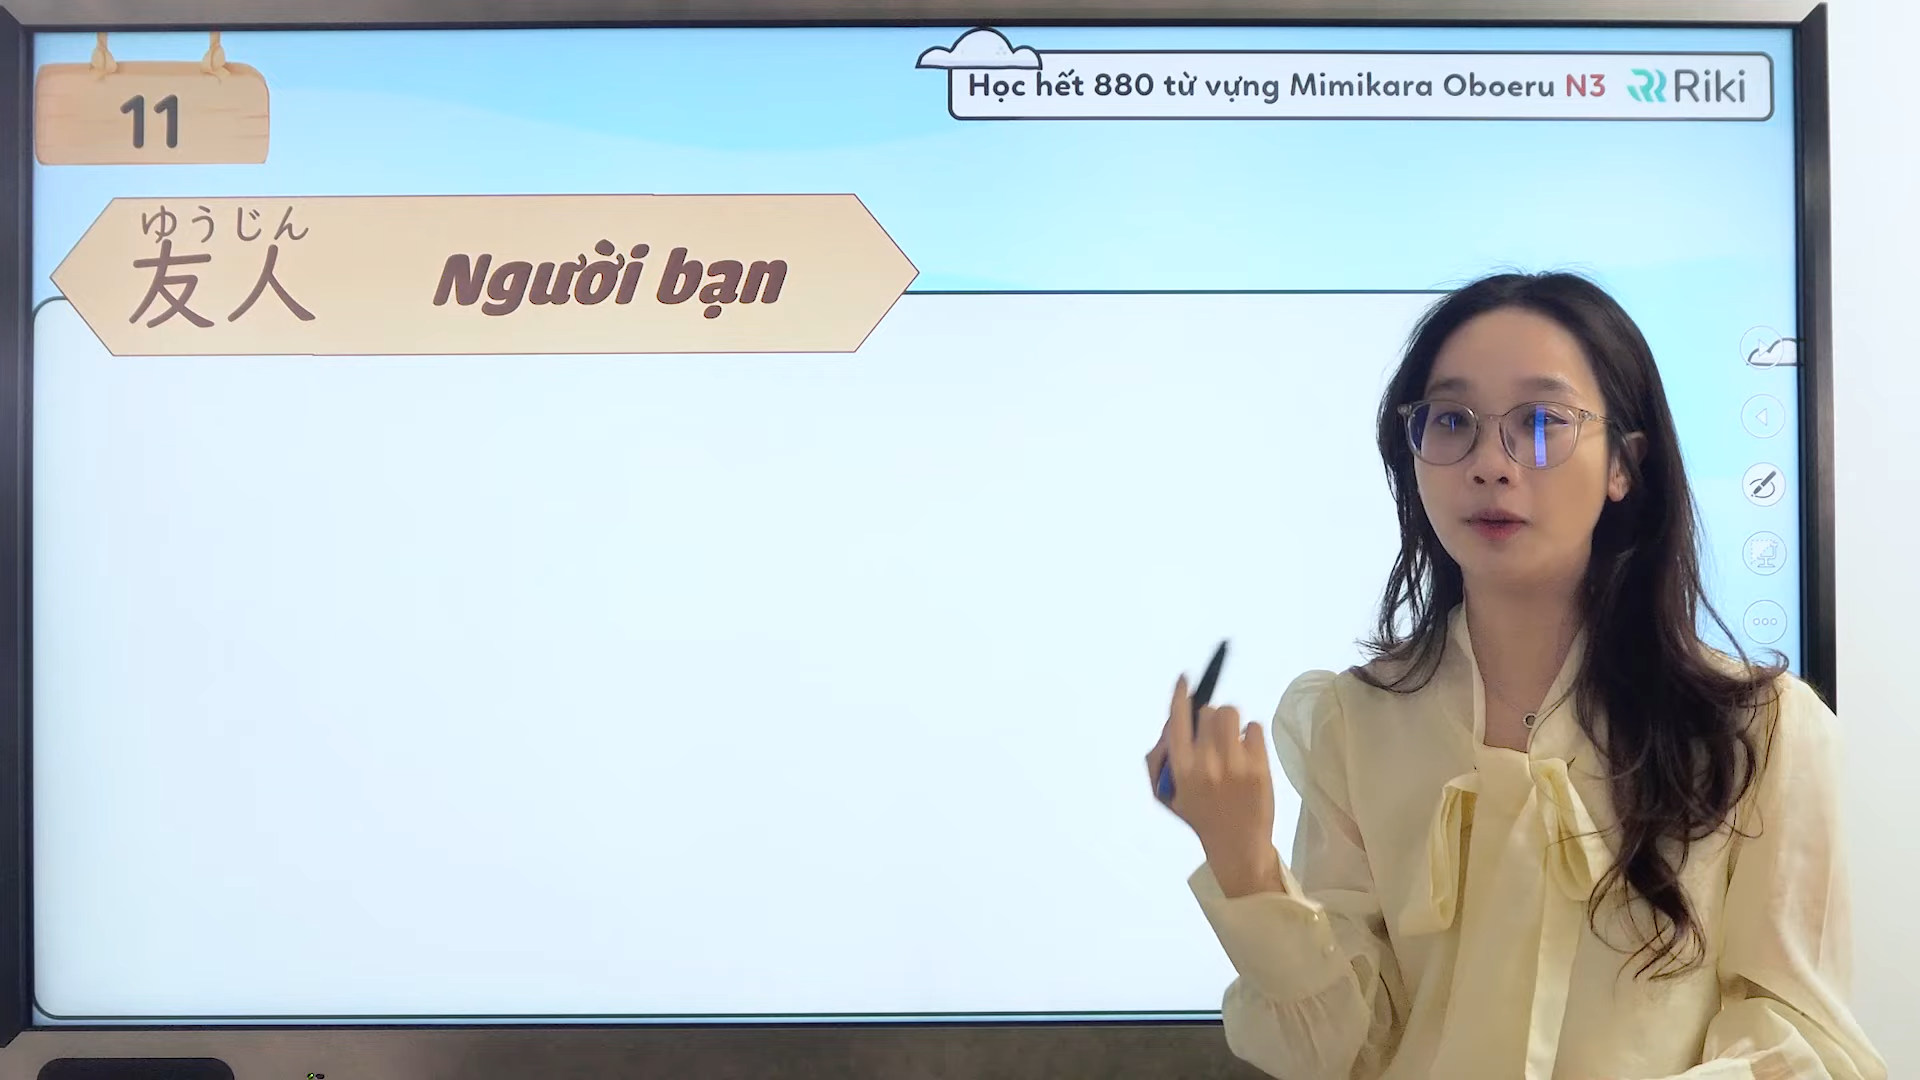 11
Học hết 880 từ vựng Mimikara Oboeru N3 Riki
ゆうじん
友人 Người bạn